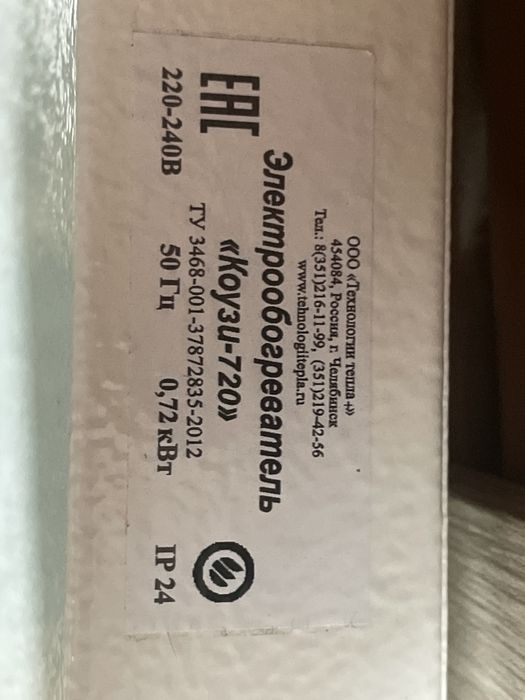 ООО «Технологии тепла+»
454084, Россия, г. Челябинск
Тел.: 8(351)216-11-99, (351)219-42-56
www.tehnologiitepla.ru
Электрообогреватель
«Коузи-720»
ЕАС
ТУ 3468-001-37872835-2012
220-240В 50 Гц 0,72 кВт IP 24